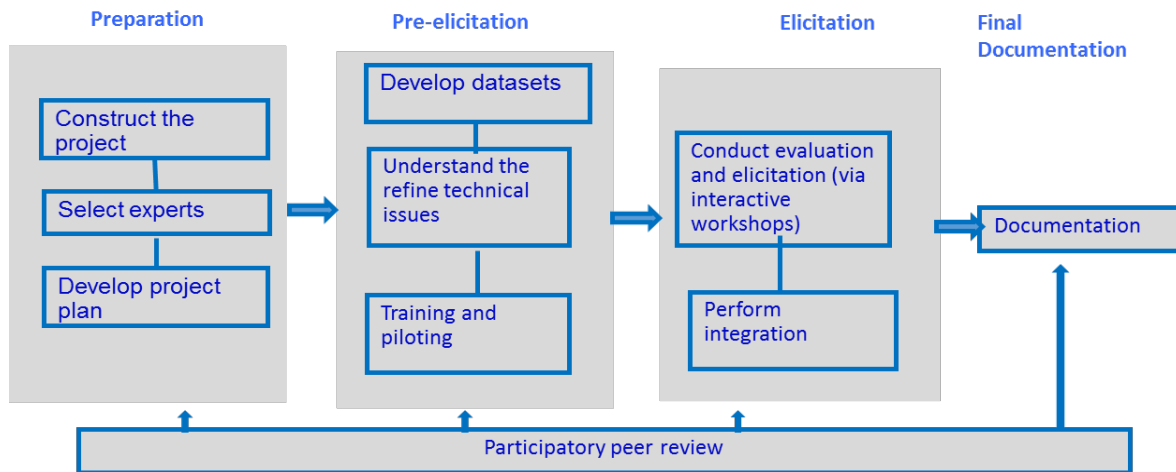 Preparation
Pre-elicitation
Elicitation
Final
Documentation
Construct the
project
Select experts
Develop project
plan
Develop datasets
Understand the
refine technical
issues
Training and
piloting
Conduct evaluation
and elicitation (via
interactive
workshops)
Perform
integration
Documentation
Participatory peer review